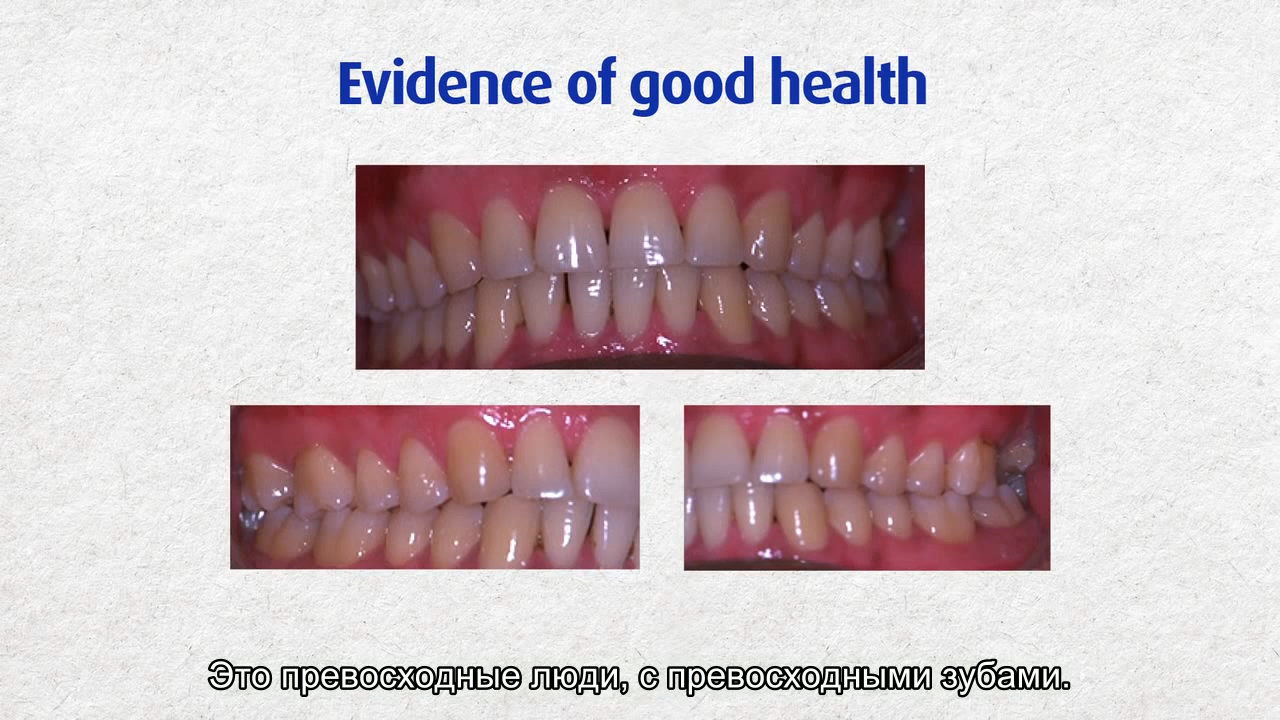 Evidence of good health
Это превосходные люди, с превосходными зубами.